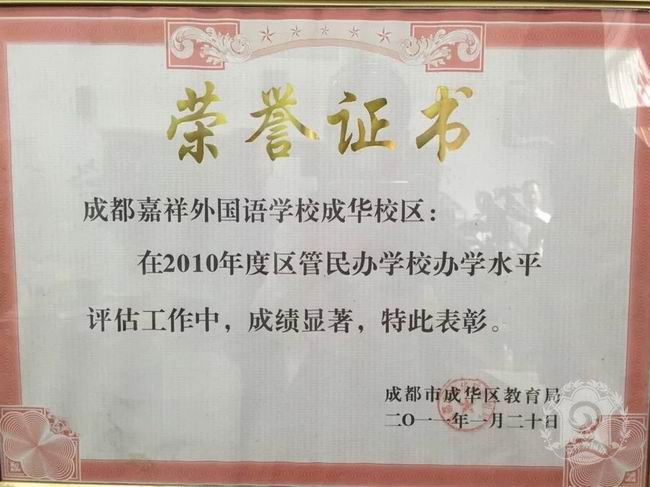 荣誉证书
成都嘉祥外国语学校成华校区：
在2010年度区管民办学校办学水平
评估工作中，成绩显著，特此表彰。
成都市成华区教育局
二〇一一年一月二十日